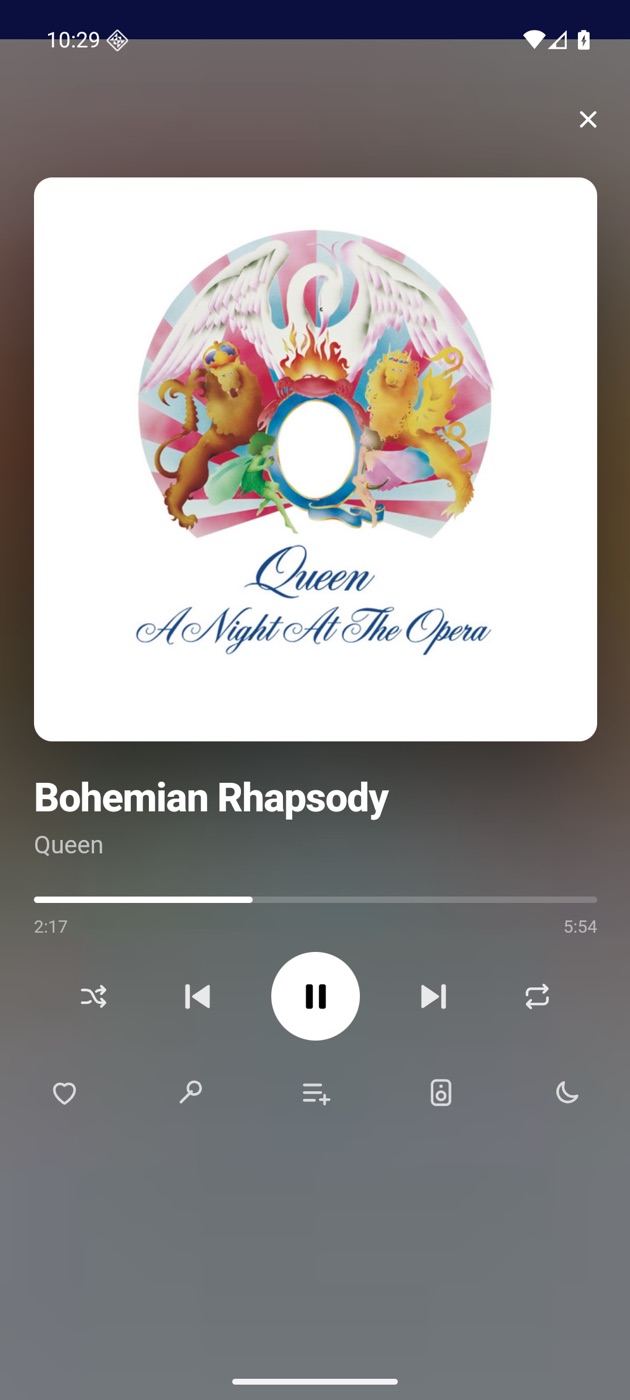 10:29
Queen
A Night At The Opera
Bohemian Rhapsody
Queen
2:17
5:54